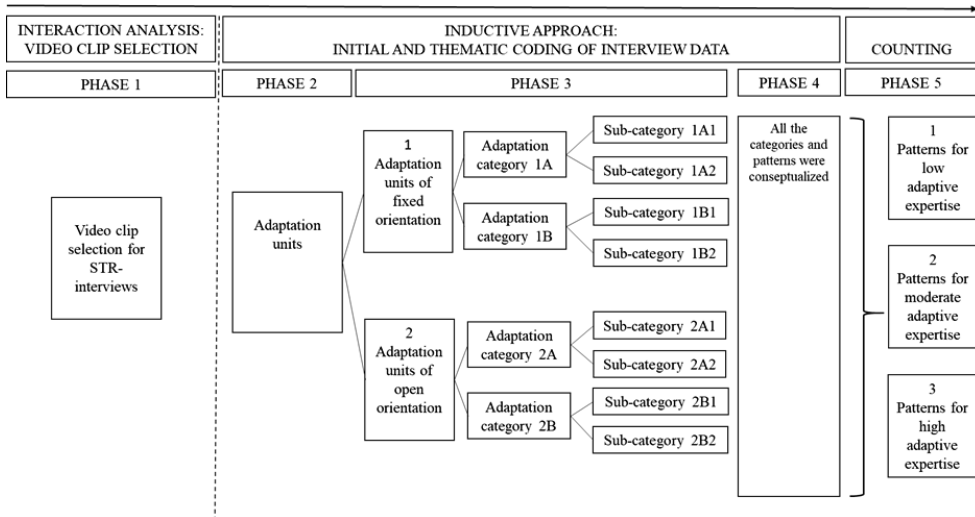 INTERACTION ANALYSIS:
VIDEO CLIP SELECTION
INDUCTIVE APPROACH:
INITIAL AND THEMATIC CODING OF INTERVIEW DATA
COUNTING
PHASE 1
PHASE 2
PHASE 3
PHASE 4
PHASE 5
Video clip
selection for
STR-
interviews
Adaptation
units
1
Adaptation
units of
fixed
orientation
2
Adaptation
units of
open
orientation
Adaptation
category 1A
Adaptation
category 1B
Adaptation
category 2A
Adaptation
category 2B
Sub-category 1A1
Sub-category 1A2
Sub-category 1B1
Sub-category 1B2
Sub-category 2A1
Sub-category 2A2
Sub-category 2B1
Sub-category 2B2
All the
categories and
patterns were
conseptualized
1
Patterns for
low
adaptive
expertise
2
Patterns for
moderate
adaptive
expertise
3
Patterns for
high
adaptive
expertise